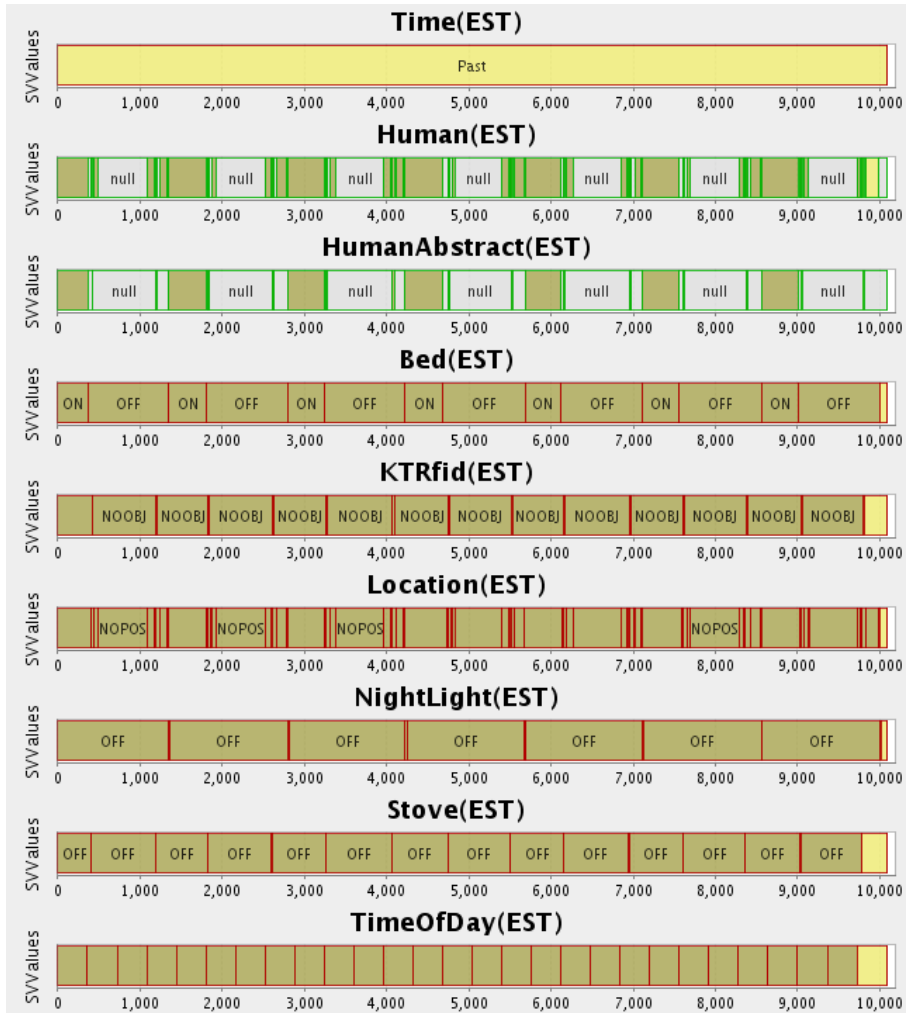 Time(EST)
SVValues
Past
0 1,000 2,000 3,000 4,000 5,000 6,000 7,000 8,000 9,000 10,000
Human(EST)
SVValues
null null null null null null
0 1,000 2,000 3,000 4,000 5,000 6,000 7,000 8,000 9,000 10,000
HumanAbstract(EST)
SVValues
null null null null null null
0 1,000 2,000 3,000 4,000 5,000 6,000 7,000 8,000 9,000 10,000
Bed(EST)
SVValues
ON OFF ON OFF ON OFF ON OFF ON OFF ON OFF ON OFF
0 1,000 2,000 3,000 4,000 5,000 6,000 7,000 8,000 9,000 10,000
KTRfid(EST)
SVValues
NOOBJ NOOBJ NOOBJ NOOBJ NOOBJ NOOBJ NOOBJ NOOBJ NOOBJ NOOBJ NOOBJ NOOBJ NOOBJ
0 1,000 2,000 3,000 4,000 5,000 6,000 7,000 8,000 9,000 10,000
Location(EST)
SVValues
NOPOS NOPOS NOPOS NOPOS
0 1,000 2,000 3,000 4,000 5,000 6,000 7,000 8,000 9,000 10,000
NightLight(EST)
SVValues
OFF OFF OFF OFF OFF OFF OFF
0 1,000 2,000 3,000 4,000 5,000 6,000 7,000 8,000 9,000 10,000
Stove(EST)
SVValues
OFF OFF OFF OFF OFF OFF OFF OFF OFF OFF OFF OFF OFF OFF
0 1,000 2,000 3,000 4,000 5,000 6,000 7,000 8,000 9,000 10,000
TimeOfDay(EST)
SVValues
0 1,000 2,000 3,000 4,000 5,000 6,000 7,000 8,000 9,000 10,000